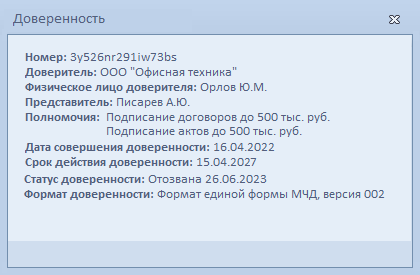 Доверенность
Номер: 3y526nr291iw73bs
Доверитель: ООО "Офисная техника"
Физическое лицо доверителя: Орлов Ю.М.
Представитель: Писарев А.Ю.
Полномочия: Подписание договоров до 500 тыс. руб.
Подписание актов до 500 тыс. руб.
Дата совершения доверенности: 16.04.2022
Срок действия доверенности: 15.04.2027
Статус доверенности: Отозвана 26.06.2023
Формат доверенности: Формат единой формы МЧД, версия 002